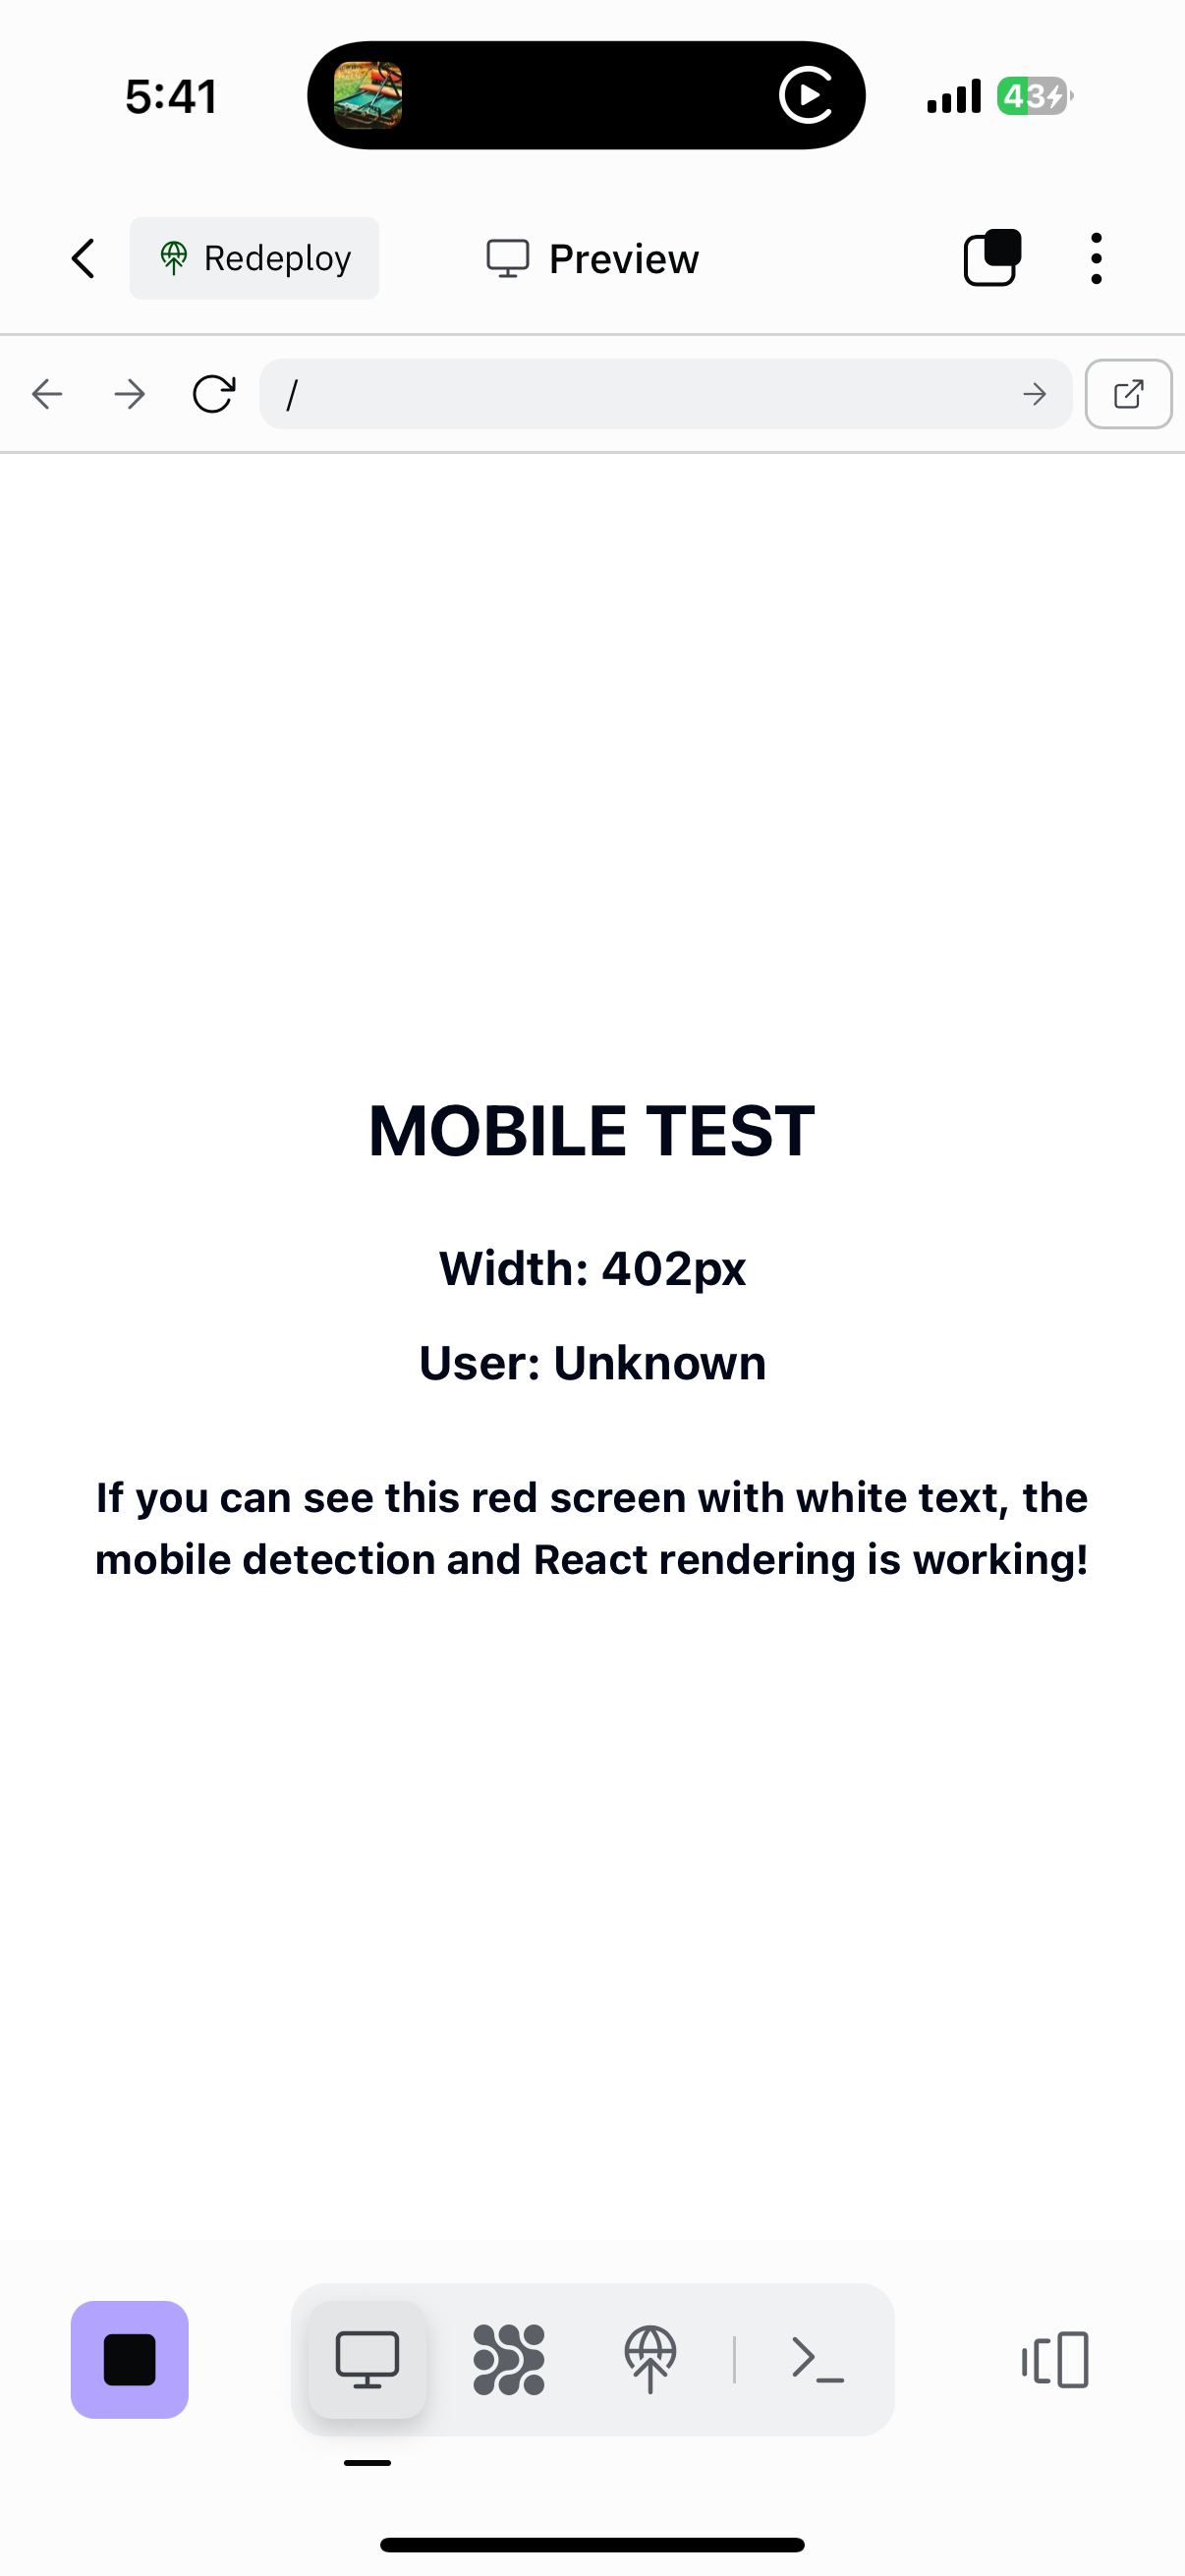 5:41
43
Redeploy
Preview
/
MOBILE TEST
Width: 402px
User: Unknown
If you can see this red screen with white text, the
mobile detection and React rendering is working!